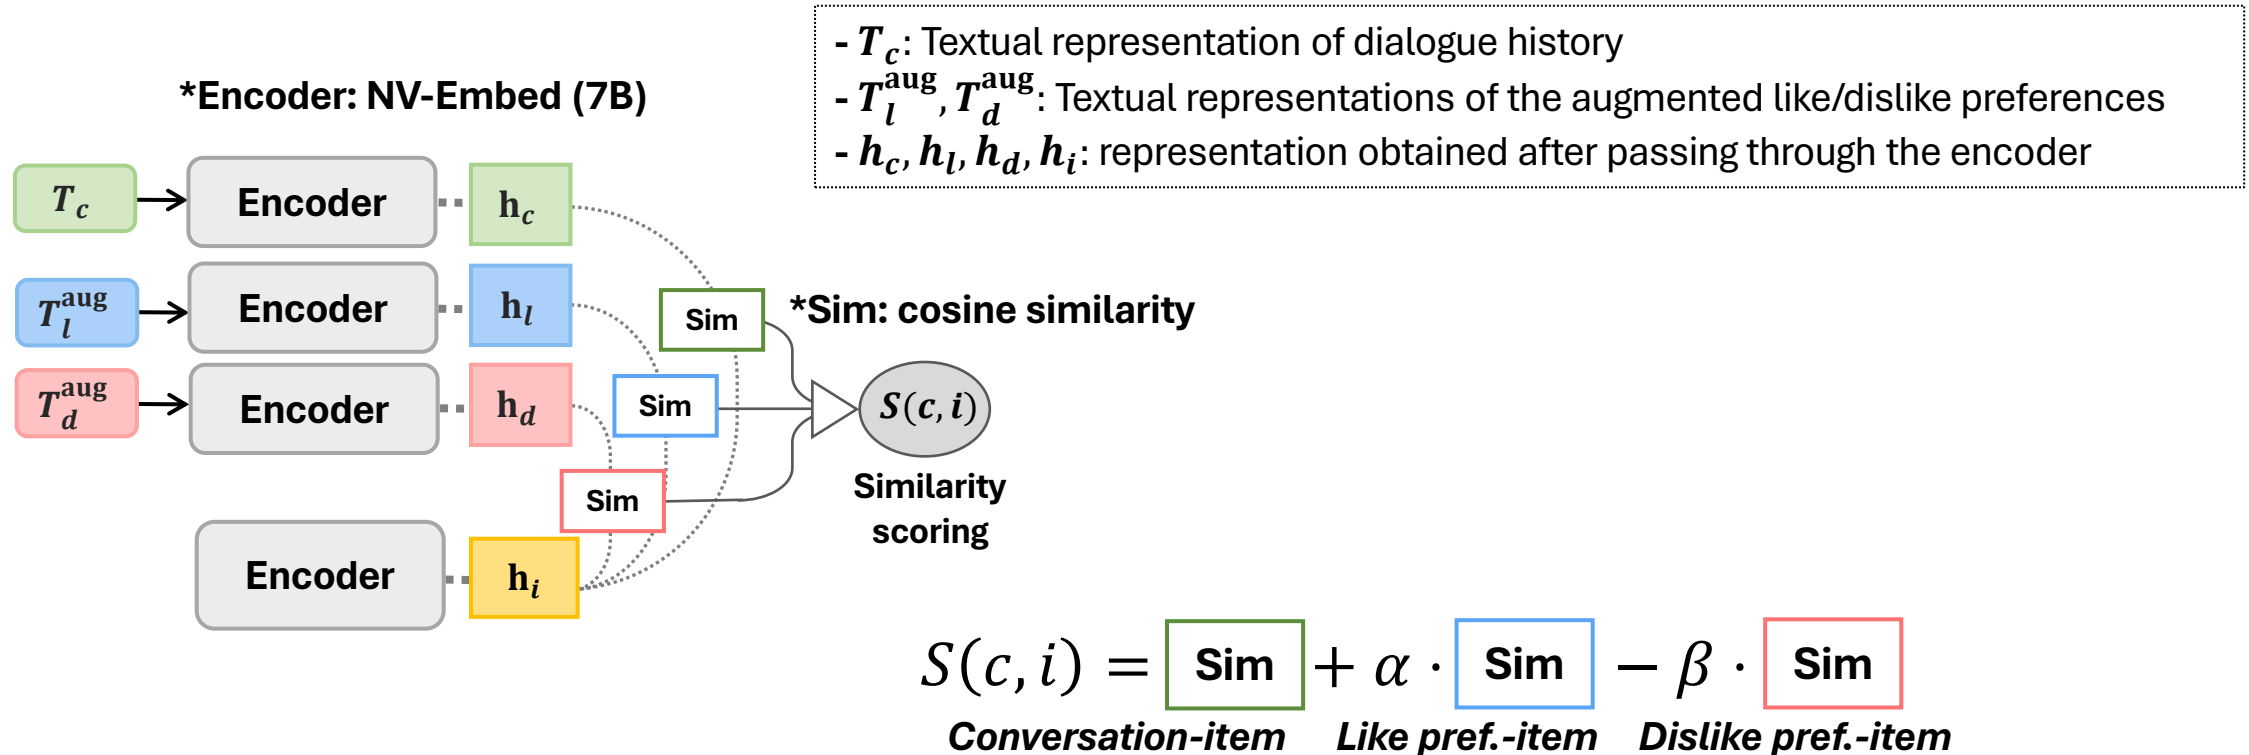 - T_c: Textual representation of dialogue history
- T_l^aug, T_d^aug: Textual representations of the augmented like/dislike preferences
- h_c, h_l, h_d, h_i: representation obtained after passing through the encoder
*Encoder: NV-Embed (7B)
T_c Encoder h_c
T_l^aug Encoder h_l
T_d^aug Encoder h_d
Encoder h_i
Sim
*Sim: cosine similarity
Sim
Sim
S(c, i)
Similarity
scoring
S(c, i) = Sim + α · Sim − β · Sim
Conversation-item Like pref.-item Dislike pref.-item